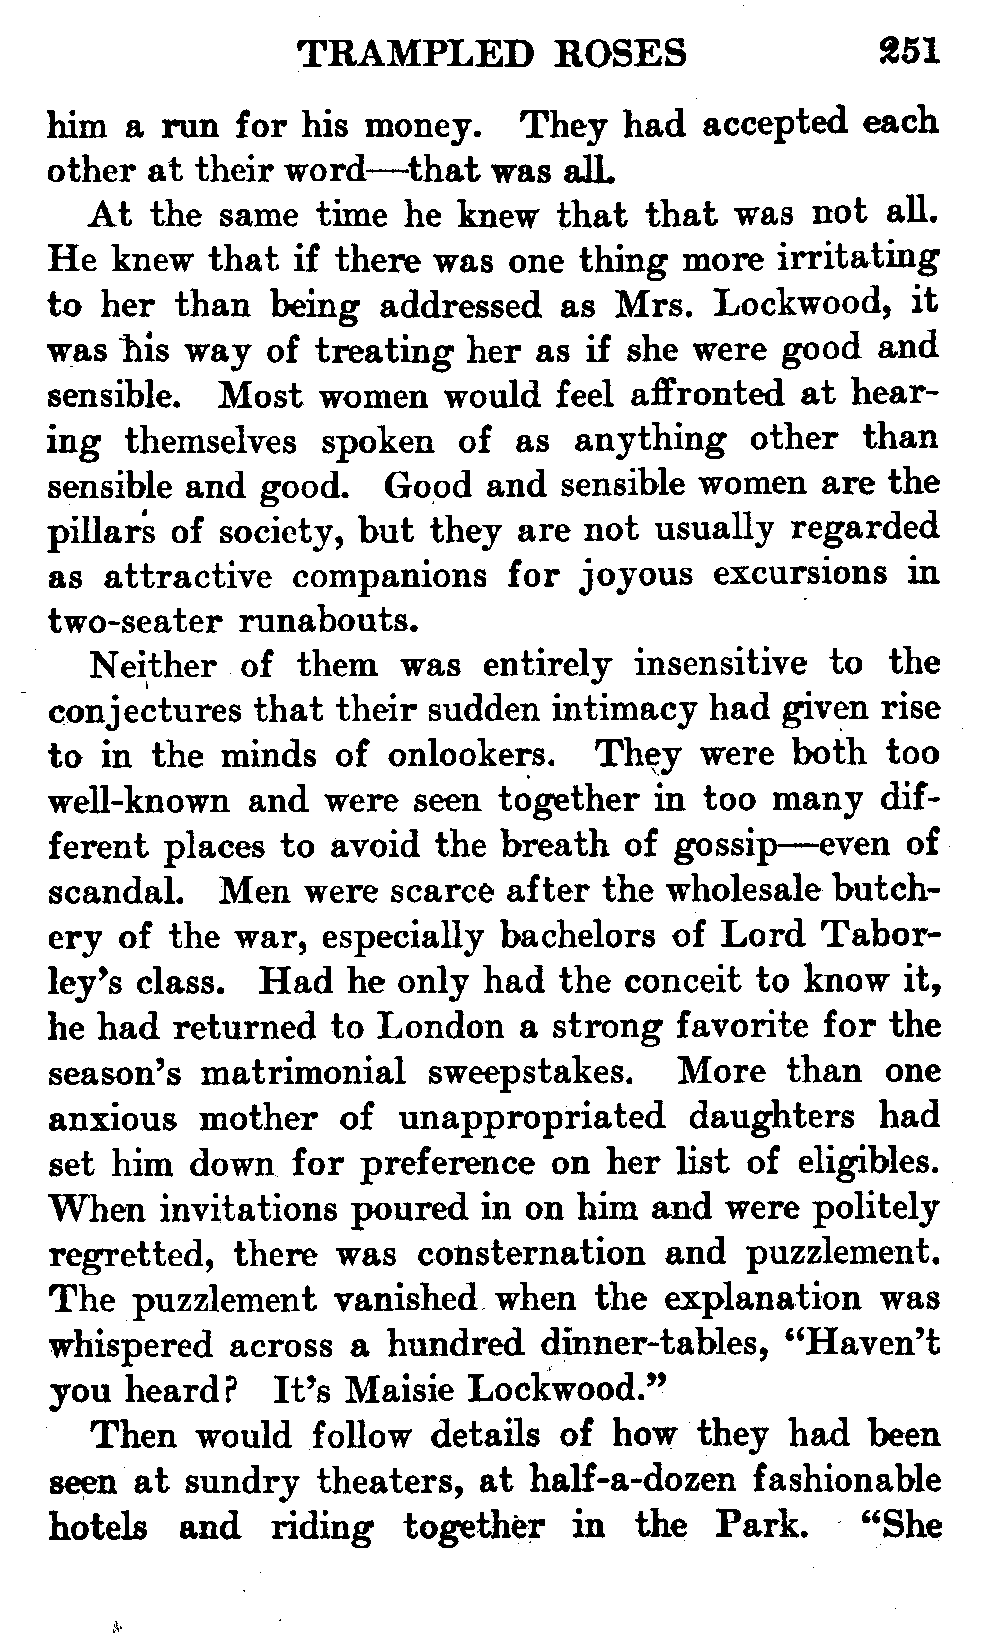 TRAMPLED ROSES 251
him a run for his money. They had accepted each
other at their word—that was all.
At the same time he knew that that was not all.
He knew that if there was one thing more irritating
to her than being addressed as Mrs. Lockwood, it
was his way of treating her as if she were good and
sensible. Most women would feel affronted at hear-
ing themselves spoken of as anything other than
sensible and good. Good and sensible women are the
pillars of society, but they are not usually regarded
as attractive companions for joyous excursions in
two-seater runabouts.
Neither of them was entirely insensitive to the
conjectures that their sudden intimacy had given rise
to in the minds of onlookers. They were both too
well-known and were seen together in too many dif-
ferent places to avoid the breath of gossip—even of
scandal. Men were scarce after the wholesale butch-
ery of the war, especially bachelors of Lord Tabor-
ley's class. Had he only had the conceit to know it,
he had returned to London a strong favorite for the
season's matrimonial sweepstakes. More than one
anxious mother of unappropriated daughters had
set him down for preference on her list of eligibles.
When invitations poured in on him and were politely
regretted, there was consternation and puzzlement.
The puzzlement vanished when the explanation was
whispered across a hundred dinner-tables, “Haven't
you heard? It's Maisie Lockwood.”
Then would follow details of how they had been
seen at sundry theaters, at half-a-dozen fashionable
hotels and riding together in the Park. “She